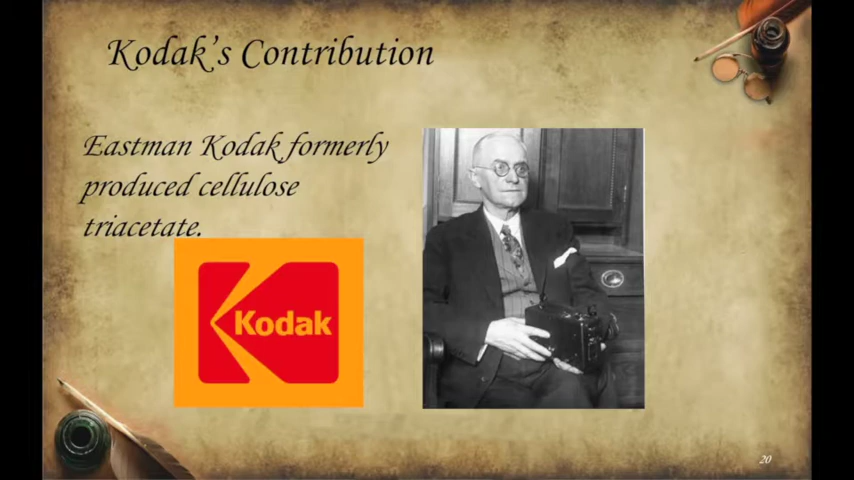 Kodak's Contribution
Eastman Kodak formerly
produced cellulose
triacetate.
Kodak
20